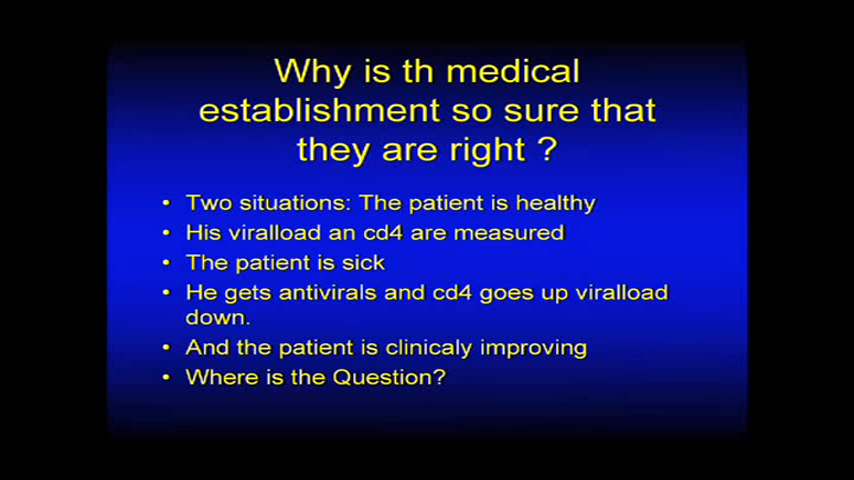 Why is th medical
establishment so sure that
they are right ?
• Two situations: The patient is healthy
• His viralload an cd4 are measured
• The patient is sick
• He gets antivirals and cd4 goes up viralload
down.
• And the patient is clinicaly improving
• Where is the Question?